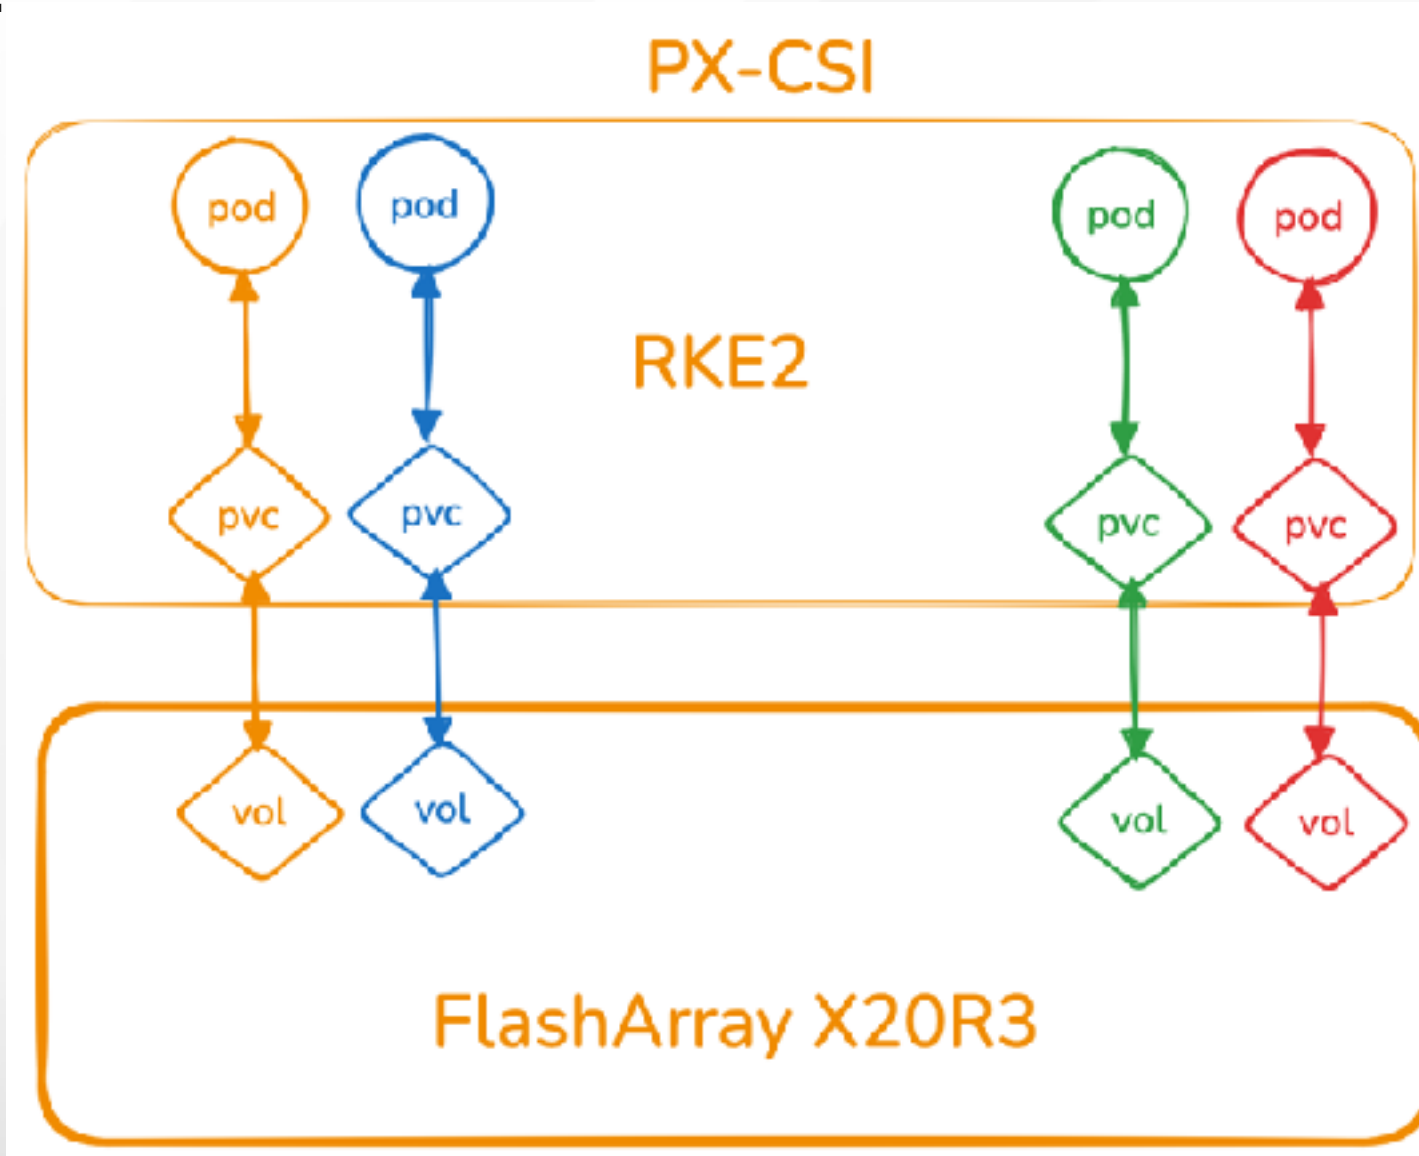 PX-CSI
pod pod pod pod
RKE2
pvc pvc pvc pvc
vol vol vol vol
FlashArray X20R3